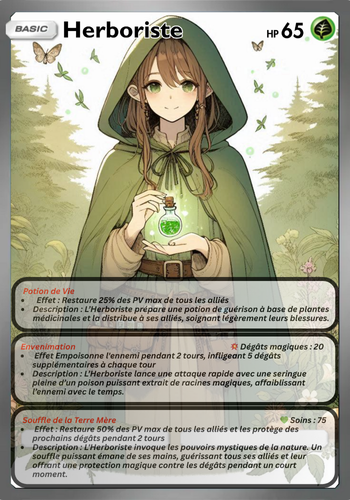 BASIC Herboriste HP 65
Potion de Vie
• Effet : Restaure 25% des PV max de tous les alliés
• Description : L'Herboriste prépare une potion de guérison à base de plantes
médicinales et la distribue à ses alliés, soignant légèrement leurs blessures.
Envenimation Dégâts magiques : 20
• Effet Empoisonne l'ennemi pendant 2 tours, infligeant 5 dégâts
supplémentaires à chaque tour
• Description : L'Herboriste lance une attaque rapide avec une seringue
pleine d'un poison puissant extrait de racines magiques, affaiblissant
l'ennemi avec le temps.
Souffle de la Terre Mère Soins : 75
• Effet : Restaure 50% des PV max de tous les alliés et les protège des
prochains dégâts pendant 2 tours
• Description : L'Herboriste invoque les pouvoirs mystiques de la nature. Un
souffle puissant émane de ses mains, guérissant tous ses alliés et leur
offrant une protection magique contre les dégâts pendant un court
moment.